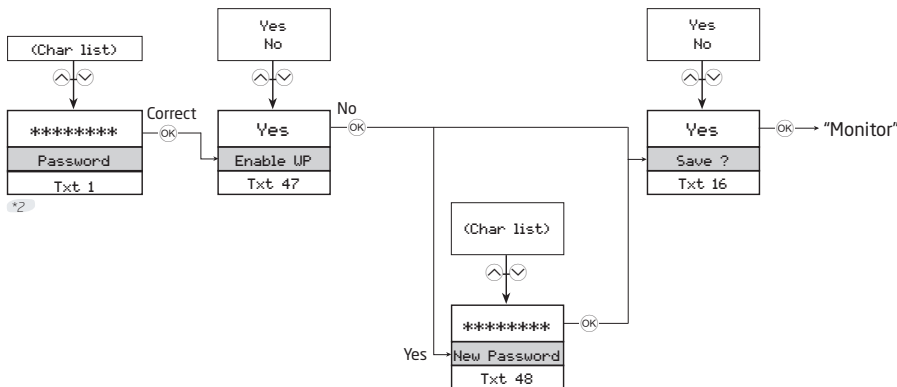 (Char list)
********
Password
Txt 1
*2
Correct
OK
Yes
No
Yes
Enable WP
Txt 47
No
OK
Yes
(Char list)
********
New Password
Txt 48
OK
Yes
No
Yes
Save ?
Txt 16
OK
"Monitor"